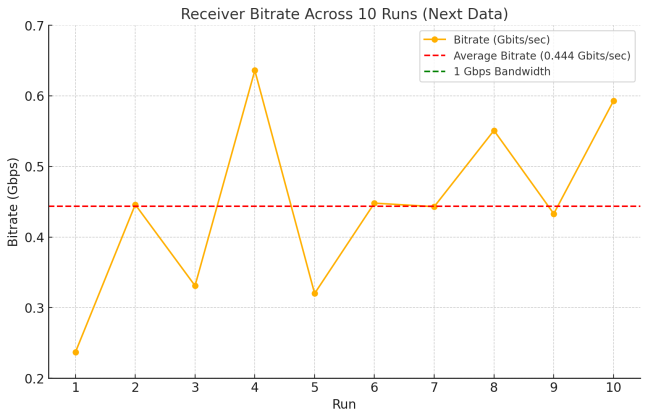 Receiver Bitrate Across 10 Runs (Next Data)
Bitrate (Gbits/sec)
Average Bitrate (0.444 Gbits/sec)
1 Gbps Bandwidth
Bitrate (Gbps)
0.7
0.6
0.5
0.4
0.3
0.2
1 2 3 4 5 6 7 8 9 10
Run